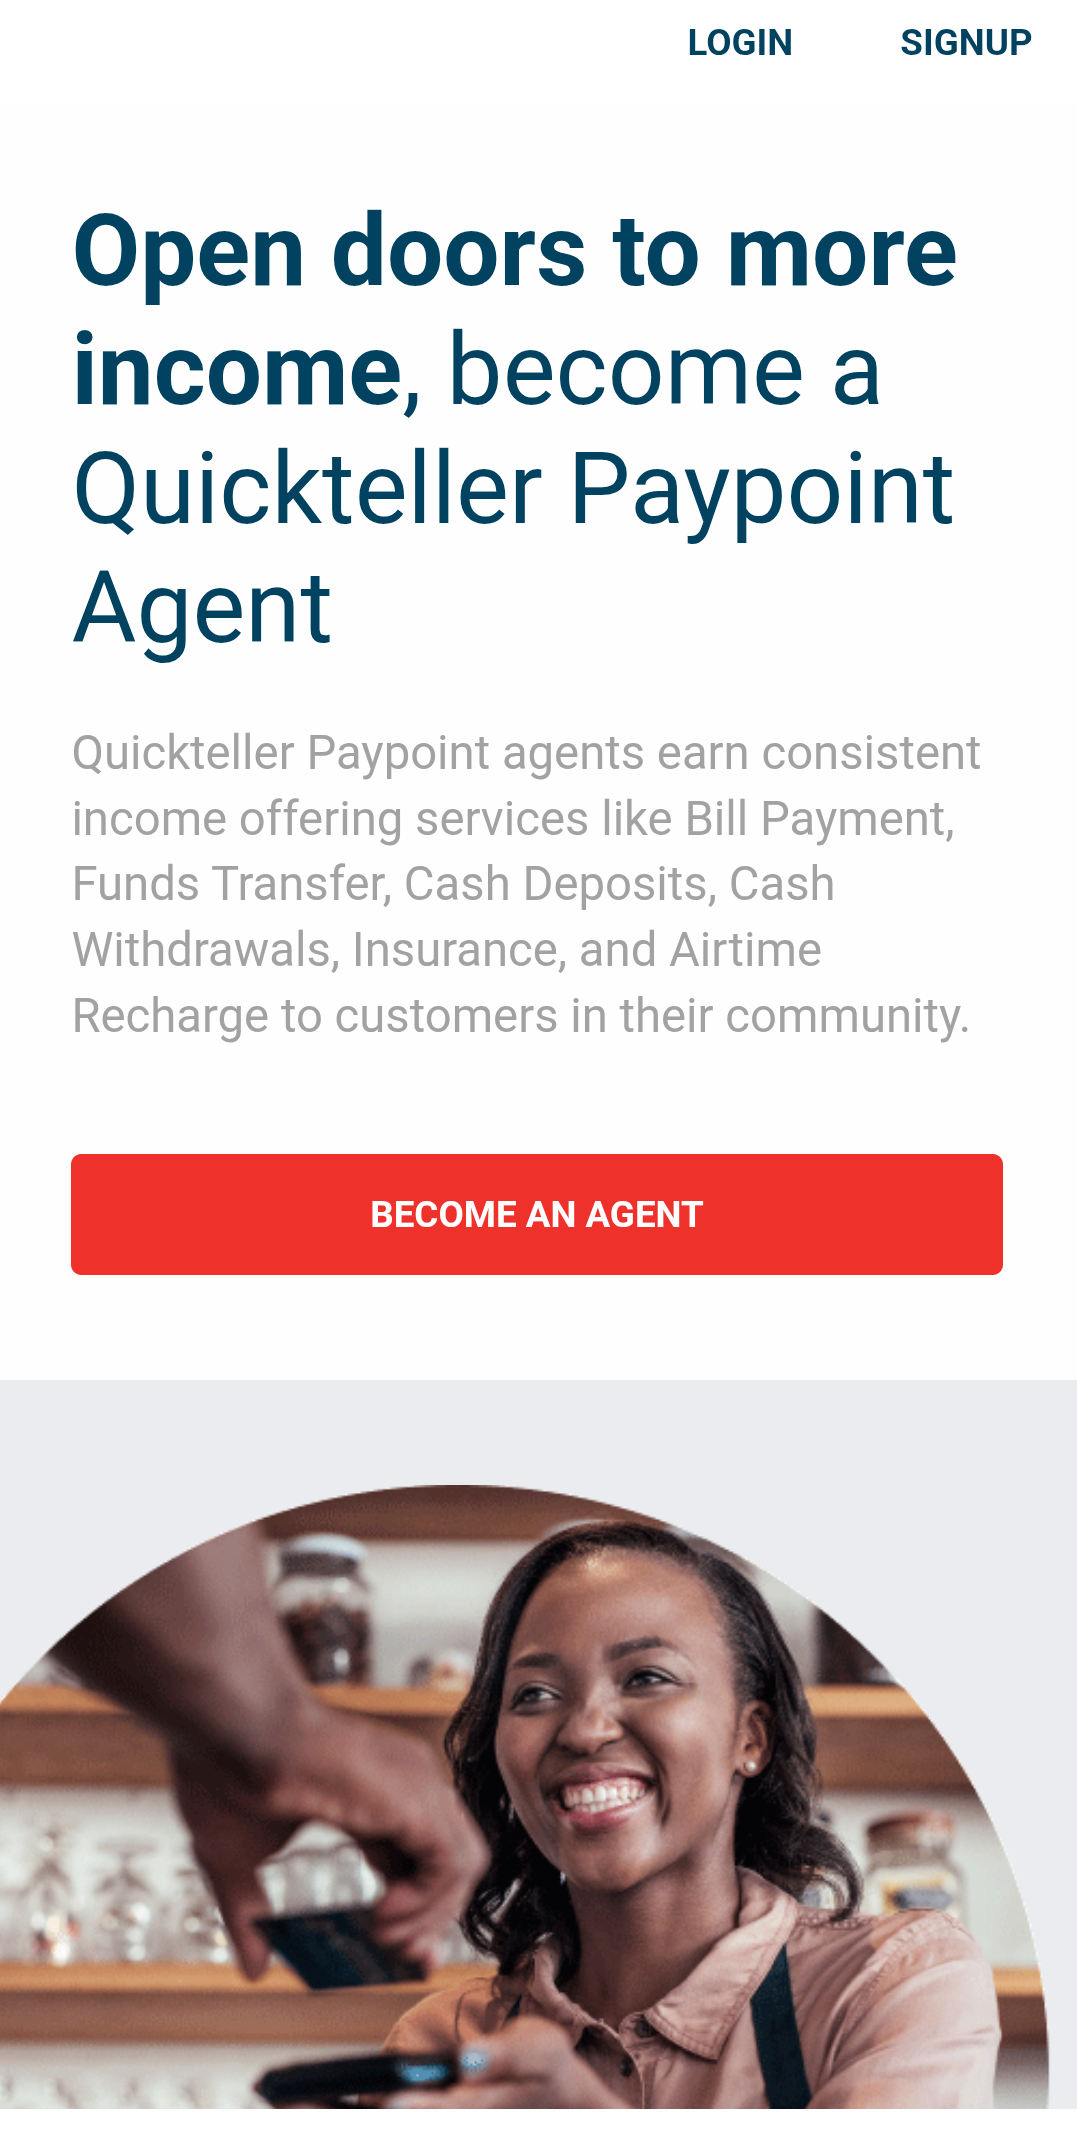 LOGIN SIGNUP
Open doors to more
income, become a
Quickteller Paypoint
Agent
Quickteller Paypoint agents earn consistent
income offering services like Bill Payment,
Funds Transfer, Cash Deposits, Cash
Withdrawals, Insurance, and Airtime
Recharge to customers in their community.
BECOME AN AGENT